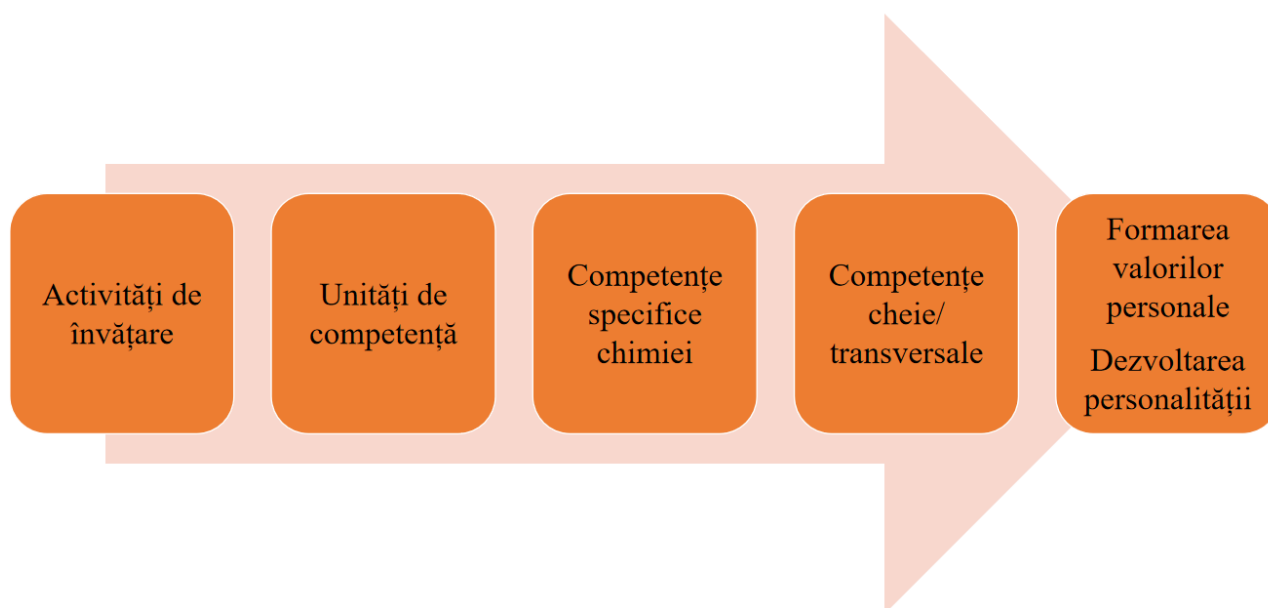 Activități de
învățare
Unități de
competență
Competențe
specifice
chimiei
Competențe
cheie/
transversale
Formarea
valorilor
personale
Dezvoltarea
personalității